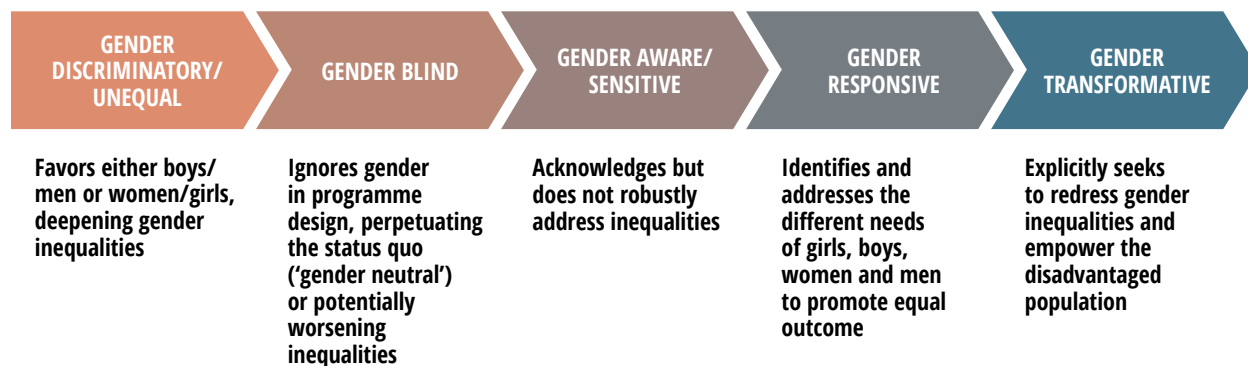 GENDER
DISCRIMINATORY/
UNEQUAL
GENDER BLIND
GENDER AWARE/
SENSITIVE
GENDER
RESPONSIVE
GENDER
TRANSFORMATIVE
Favors either boys/
men or women/girls,
deepening gender
inequalities
Ignores gender
in programme
design, perpetuating
the status quo
(‘gender neutral’)
or potentially
worsening
inequalities
Acknowledges but
does not robustly
address inequalities
Identifies and
addresses the
different needs
of girls, boys,
women and men
to promote equal
outcome
Explicitly seeks
to redress gender
inequalities and
empower the
disadvantaged
population